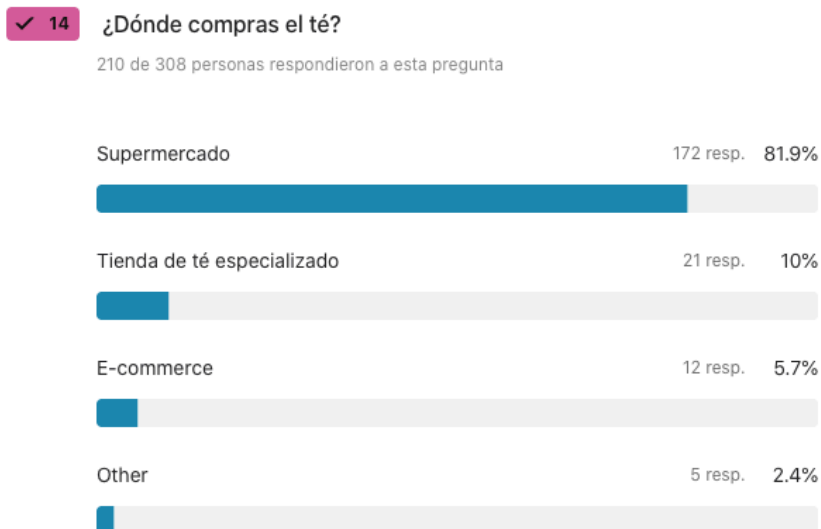 14 ¿Dónde compras el té?
210 de 308 personas respondieron a esta pregunta
Supermercado 172 resp. 81.9%
Tienda de té especializado 21 resp. 10%
E-commerce 12 resp. 5.7%
Other 5 resp. 2.4%